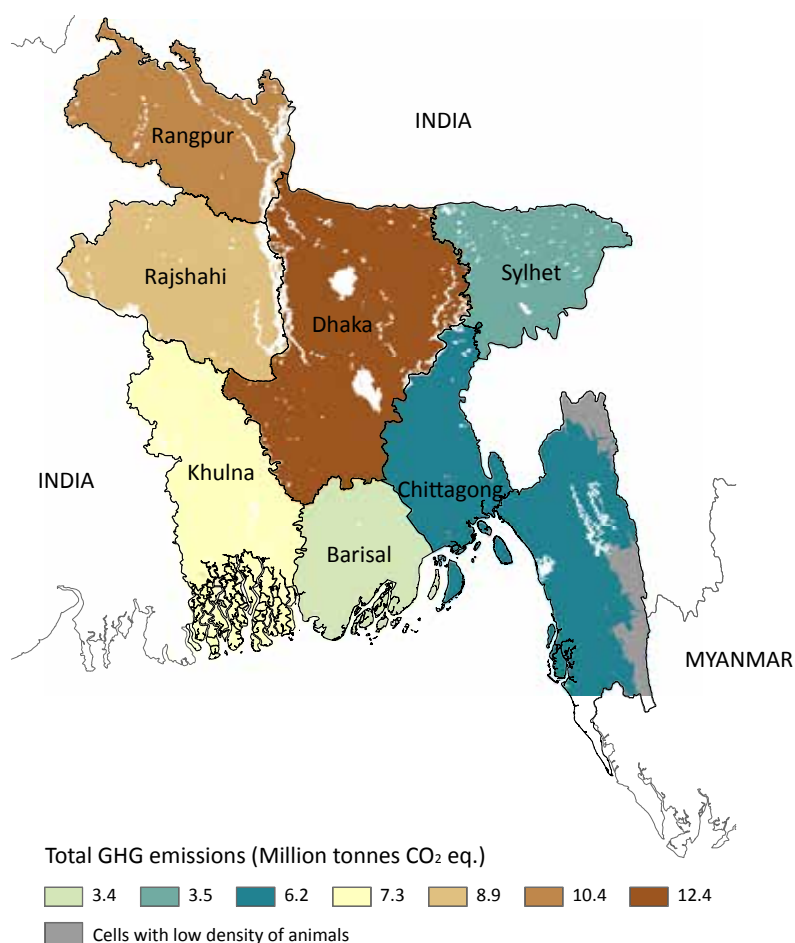 INDIA
Rangpur
Rajshahi
Sylhet
Dhaka
INDIA
Khulna
Chittagong
Barisal
MYANMAR
Total GHG emissions (Million tonnes CO₂ eq.)
3.4 3.5 6.2 7.3 8.9 10.4 12.4
Cells with low density of animals